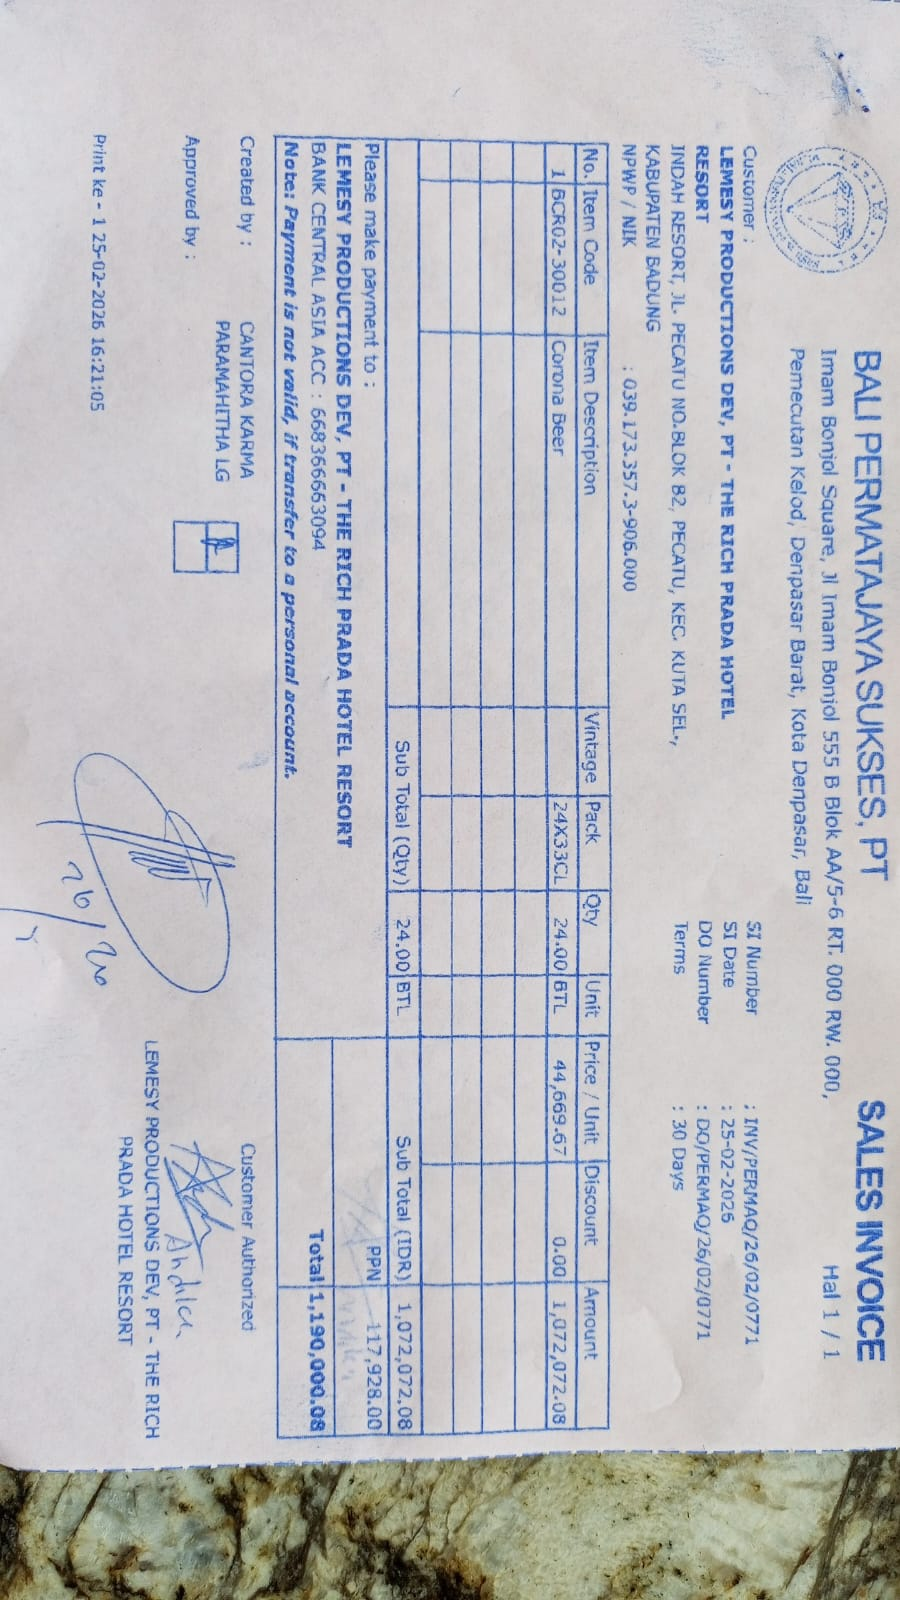 BALI PERMATAJAYA SUKSES, PT
SALES INVOICE
Imam Bonjol Square, Jl Imam Bonjol 555 B Blok AA/5-6 RT. 000 RW. 000,
Hal 1 / 1
Pemecutan Kelod, Denpasar Barat, Kota Denpasar, Bali
Customer :
LEMESY PRODUCTIONS DEV, PT - THE RICH PRADA HOTEL
RESORT
INDAH RESORT, JL. PECATU NO.BLOK B2, PECATU, KEC. KUTA SEL.,
KABUPATEN BADUNG
NPWP / NIK : 039.173.357.3-906.000
SI Number : INV/PERMAQ/26/02/0771
SI Date : 25-02-2026
DO Number : DO/PERMAQ/26/02/0771
Terms : 30 Days
No. Item Code Item Description Vintage Pack Qty Unit Price / Unit Discount Amount
1 BCR02-30012 Corona Beer 24X33CL 24.00 BTL 44,669.67 0.00 1,072,072.08
Sub Total (Qty) 24.00 BTL Sub Total (IDR) 1,072,072.08
Please make payment to :
PPN 117,928.00
LEMESY PRODUCTIONS DEV, PT - THE RICH PRADA HOTEL RESORT
BANK CENTRAL ASIA ACC : 66836663094
Total 1,190,000.08
Note: Payment is not valid, if transfer to a personal account.
Created by : CANTORA KARMA
PARAMAHITHA LG
Approved by :
Customer Authorized
LEMESY PRODUCTIONS DEV, PT - THE RICH
PRADA HOTEL RESORT
Print ke - 1 25-02-2026 16:21:05